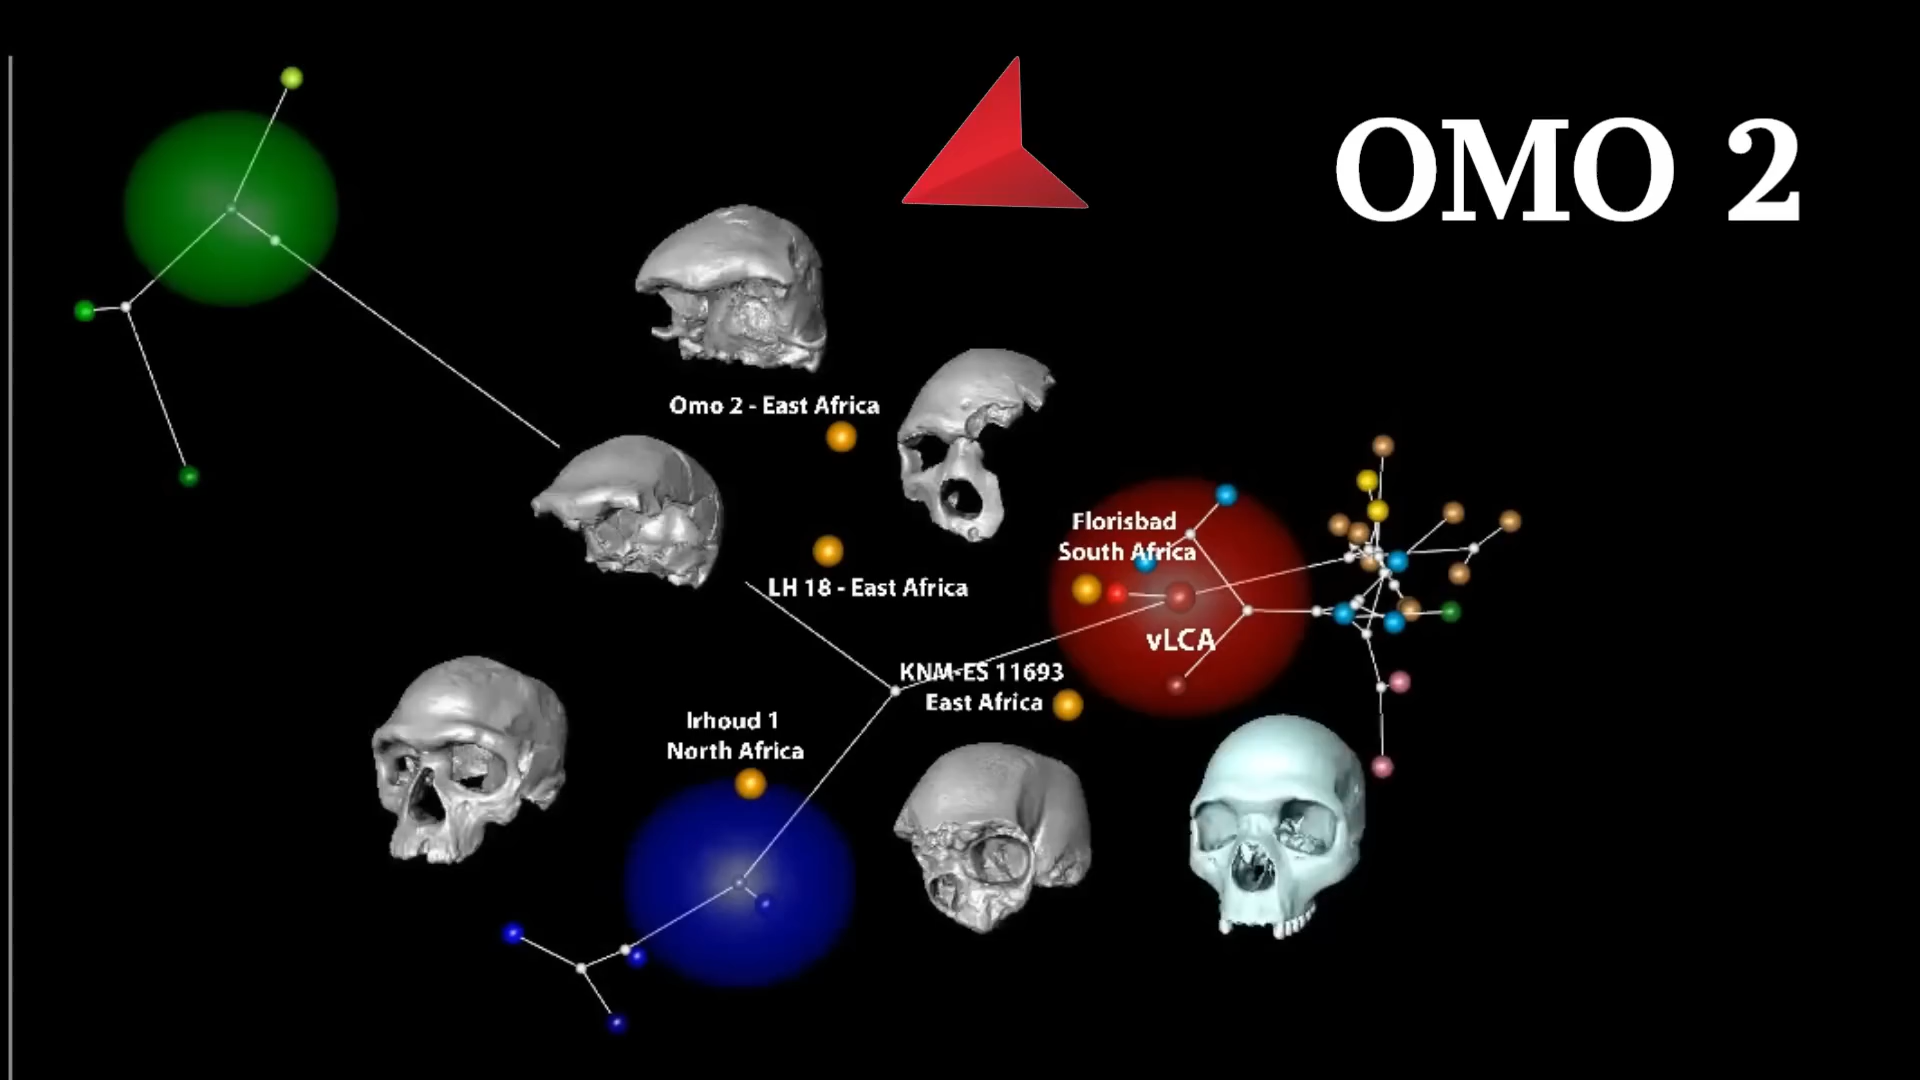 OMO 2
Omo 2 - East Africa
Florisbad
South Africa
LH 18 - East Africa
vLCA
KNM-ES 11693
East Africa
Irhoud 1
North Africa